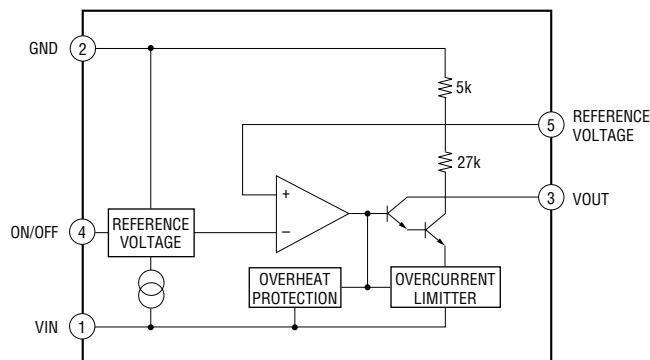 GND
2
5k
5
REFERENCE
VOLTAGE
27k
+
3
VOUT
ON/OFF
4
REFERENCE
VOLTAGE
−
OVERHEAT
PROTECTION
OVERCURRENT
LIMITTER
VIN
1